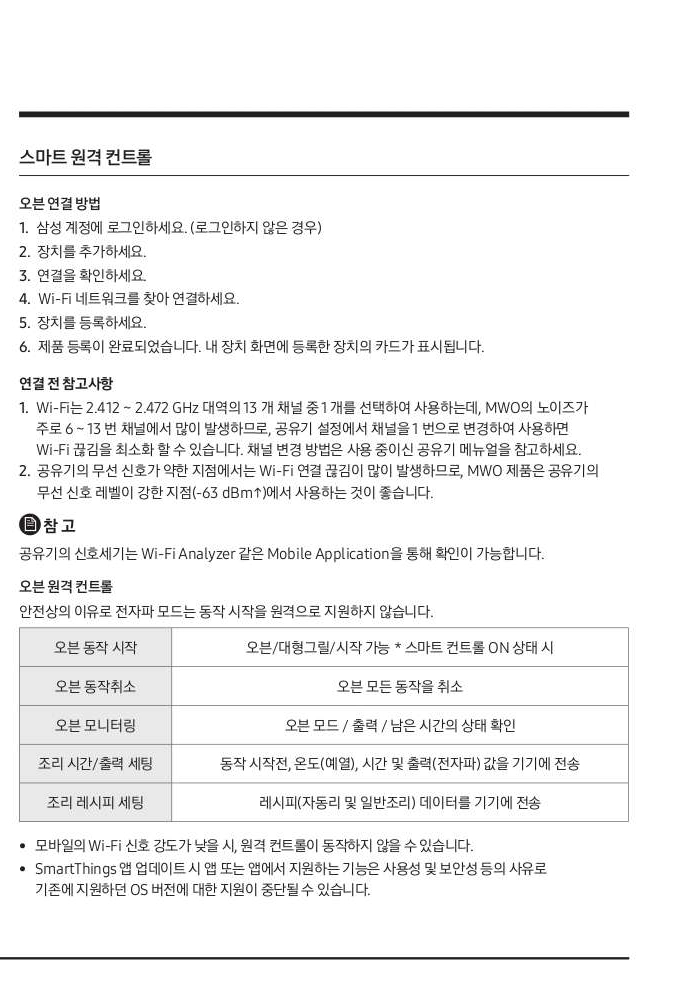 스마트 원격 컨트롤
오븐 연결 방법
1. 삼성 계정에 로그인하세요. (로그인하지 않은 경우)
2. 장치를 추가하세요.
3. 연결을 확인하세요.
4. Wi-Fi 네트워크를 찾아 연결하세요.
5. 장치를 등록하세요.
6. 제품 등록이 완료되었습니다. 내 장치 화면에 등록한 장치의 카드가 표시됩니다.
연결 전 참고사항
1. Wi-Fi는 2.412 ~ 2.472 GHz 대역의 13 개 채널 중 1 개를 선택하여 사용하는데, MWO의 노이즈가
주로 6 ~ 13 번 채널에서 많이 발생하므로, 공유기 설정에서 채널을 1 번으로 변경하여 사용하면
Wi-Fi 끊김을 최소화 할 수 있습니다. 채널 변경 방법은 사용 중이신 공유기 메뉴얼을 참고하세요.
2. 공유기의 무선 신호가 약한 지점에서는 Wi-Fi 연결 끊김이 많이 발생하므로, MWO 제품은 공유기의
무선 신호 레벨이 강한 지점(-63 dBm↑)에서 사용하는 것이 좋습니다.
참 고
공유기의 신호세기는 Wi-Fi Analyzer 같은 Mobile Application을 통해 확인이 가능합니다.
오븐 원격 컨트롤
안전상의 이유로 전자파 모드는 동작 시작을 원격으로 지원하지 않습니다.
오븐 동작 시작 오븐/대형그릴/시작 가능 * 스마트 컨트롤 ON 상태 시
오븐 동작취소 오븐 모든 동작을 취소
오븐 모니터링 오븐 모드 / 출력 / 남은 시간의 상태 확인
조리 시간/출력 세팅 동작 시작전, 온도(예열), 시간 및 출력(전자파) 값을 기기에 전송
조리 레시피 세팅 레시피(자동리 및 일반조리) 데이터를 기기에 전송
• 모바일의 Wi-Fi 신호 강도가 낮을 시, 원격 컨트롤이 동작하지 않을 수 있습니다.
• SmartThings 앱 업데이트 시 앱 또는 앱에서 지원하는 기능은 사용성 및 보안성 등의 사유로
기존에 지원하던 OS 버전에 대한 지원이 중단될 수 있습니다.